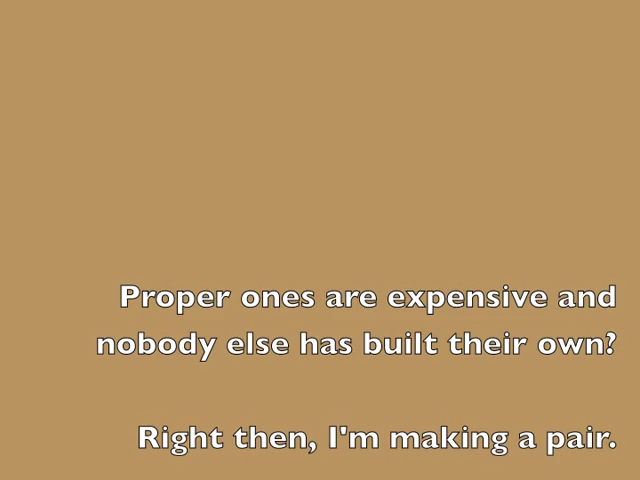 Proper ones are expensive and
nobody else has built their own?
Right then, I'm making a pair.